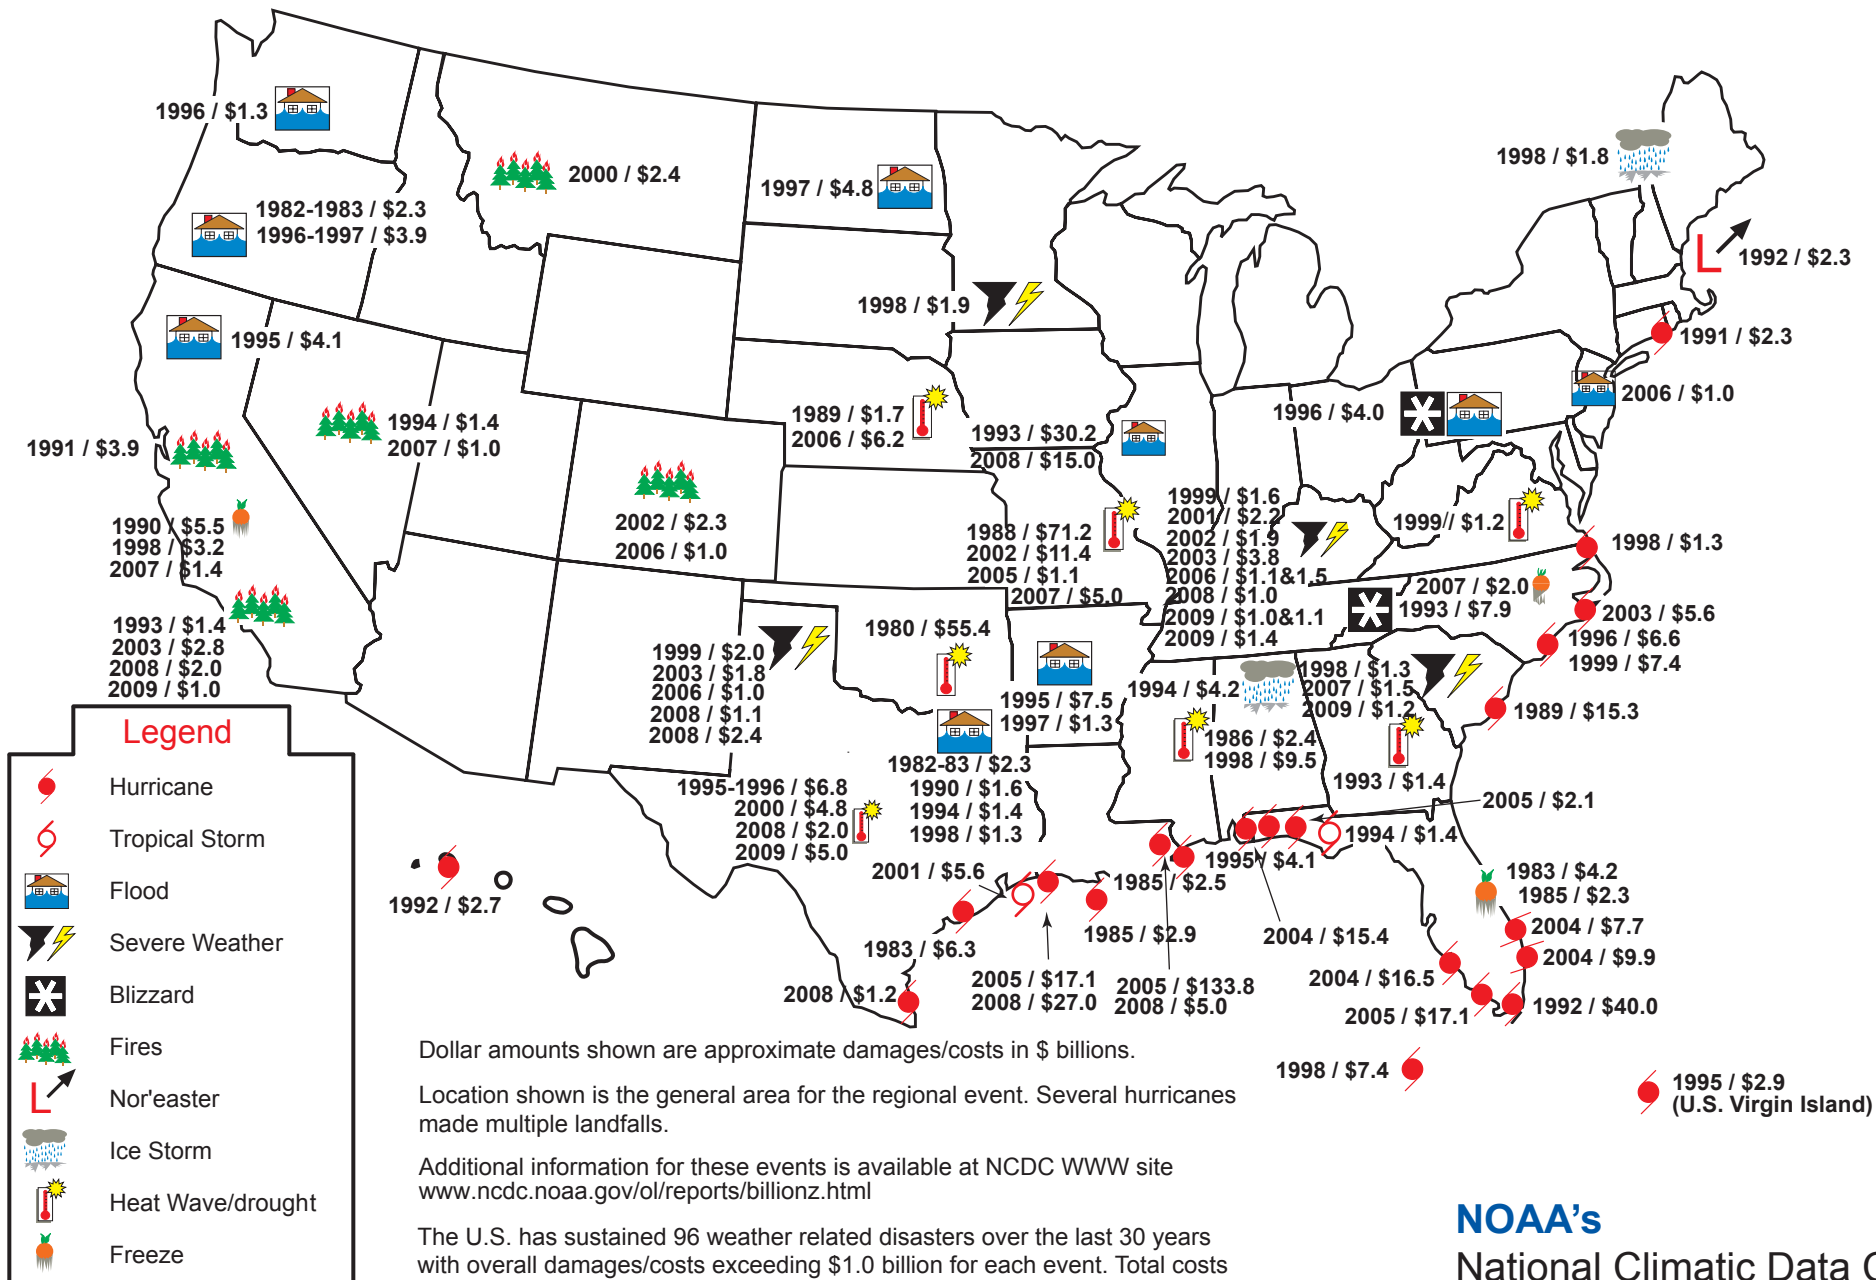 1996 / $1.3
2000 / $2.4
1997 / $4.8
1998 / $1.8
1982-1983 / $2.3
1996-1997 / $3.9
1992 / $2.3
1998 / $1.9
1995 / $4.1
1991 / $2.3
2006 / $1.0
1996 / $4.0
1994 / $1.4
2007 / $1.0
1989 / $1.7
2006 / $6.2
1993 / $30.2
2008 / $15.0
1991 / $3.9
1990 / $5.5
1998 / $3.2
2007 / $1.4
2002 / $2.3
2006 / $1.0
1988 / $71.2
2002 / $11.4
2005 / $1.1
2007 / $5.0
1999 / $1.6
2001 / $2.2
2002 / $1.9
2003 / $3.8
2006 / $1.1&1.5
2008 / $1.0
2009 / $1.0&1.1
2009 / $1.4
1999// $1.2
1998 / $1.3
2007 / $2.0
1993 / $7.9
2003 / $5.6
1996 / $6.6
1999 / $7.4
1989 / $15.3
1993 / $1.4
2003 / $2.8
2008 / $2.0
2009 / $1.0
1999 / $2.0
2003 / $1.8
2006 / $1.0
2008 / $1.1
2008 / $2.4
1980 / $55.4
1995 / $7.5
1997 / $1.3
1994 / $4.2
1998 / $1.3
2007 / $1.5
2009 / $1.2
1986 / $2.4
1998 / $9.5
1993 / $1.4
1982-83 / $2.3
1990 / $1.6
1994 / $1.4
1998 / $1.3
1995-1996 / $6.8
2000 / $4.8
2008 / $2.0
2009 / $5.0
2005 / $2.1
1994 / $1.4
1995 / $4.1
1985 / $2.5
2001 / $5.6
1983 / $4.2
1985 / $2.3
1992 / $2.7
1983 / $6.3
1985 / $2.9
2004 / $15.4
2004 / $7.7
2004 / $9.9
2004 / $16.5
2008 / $1.2
2005 / $17.1
2008 / $27.0
2005 / $133.8
2008 / $5.0
2005 / $17.1
1992 / $40.0
1998 / $7.4
1995 / $2.9
(U.S. Virgin Island)
Legend
Hurricane
Tropical Storm
Flood
Severe Weather
Blizzard
Fires
L Nor'easter
Ice Storm
Heat Wave/drought
Freeze
L
Dollar amounts shown are approximate damages/costs in $ billions.
Location shown is the general area for the regional event. Several hurricanes
made multiple landfalls.
Additional information for these events is available at NCDC WWW site
www.ncdc.noaa.gov/ol/reports/billionz.html
The U.S. has sustained 96 weather related disasters over the last 30 years
with overall damages/costs exceeding $1.0 billion for each event. Total costs
NOAA's
National Climatic Data